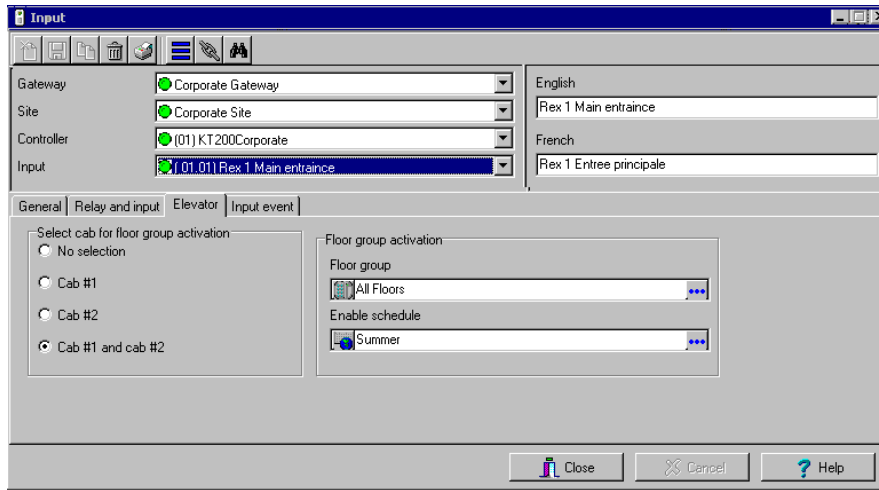 Input
Gateway
Corporate Gateway
Site
Corporate Site
Controller
(01) KT200Corporate
Input
(.01.01) Rex 1 Main entraince
English
Rex 1 Main entraince
French
Rex 1 Entree principale
General Relay and input Elevator Input event
Select cab for floor group activation
No selection
Cab #1
Cab #2
Cab #1 and cab #2
Floor group activation
Floor group
All Floors
Enable schedule
Summer
Close Cancel Help